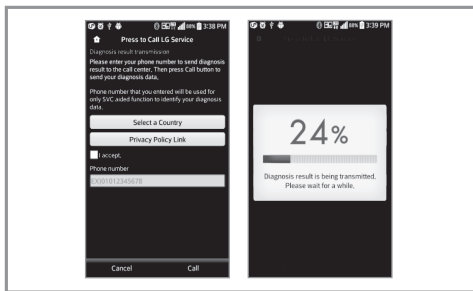 88% 3:38 PM
Press to Call LG Service
Diagnosis result transmission
Please enter your phone number to send diagnosis
result to the call center. Then press Call button to
send your diagnosis data.
Phone number that you entered will be used for
only SVC aided function to identify your diagnosis
data.
Select a Country
Privacy Policy Link
I accept.
Phone number
EX)01012345678
Cancel Call
88% 3:39 PM
24%
Diagnosis result is being transmitted.
Please wait for a while.